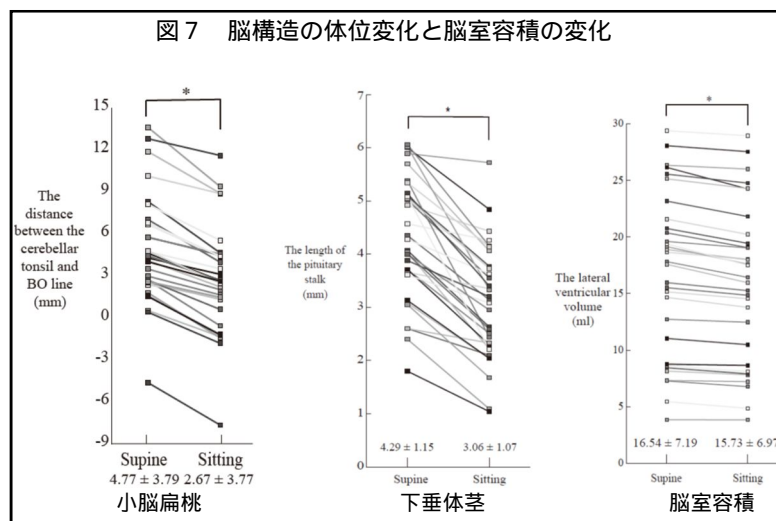 図７　脳構造の体位変化と脳室容積の変化
The
distance
between the
cerebellar
tonsil and
BO line
(mm)
15
12
9
6
3
0
-3
-6
-9
*
Supine Sitting
4.77 ± 3.79 2.67 ± 3.77
小脳扁桃
The length of
the pituitary
stalk
(mm)
7
6
5
4
3
2
1
0
*
4.29 ± 1.15 3.06 ± 1.07
Supine Sitting
下垂体茎
The lateral
ventricular
volume
(ml)
30
25
20
15
10
5
0
*
16.54 ± 7.19 15.73 ± 6.97
Supine Sitting
脳室容積